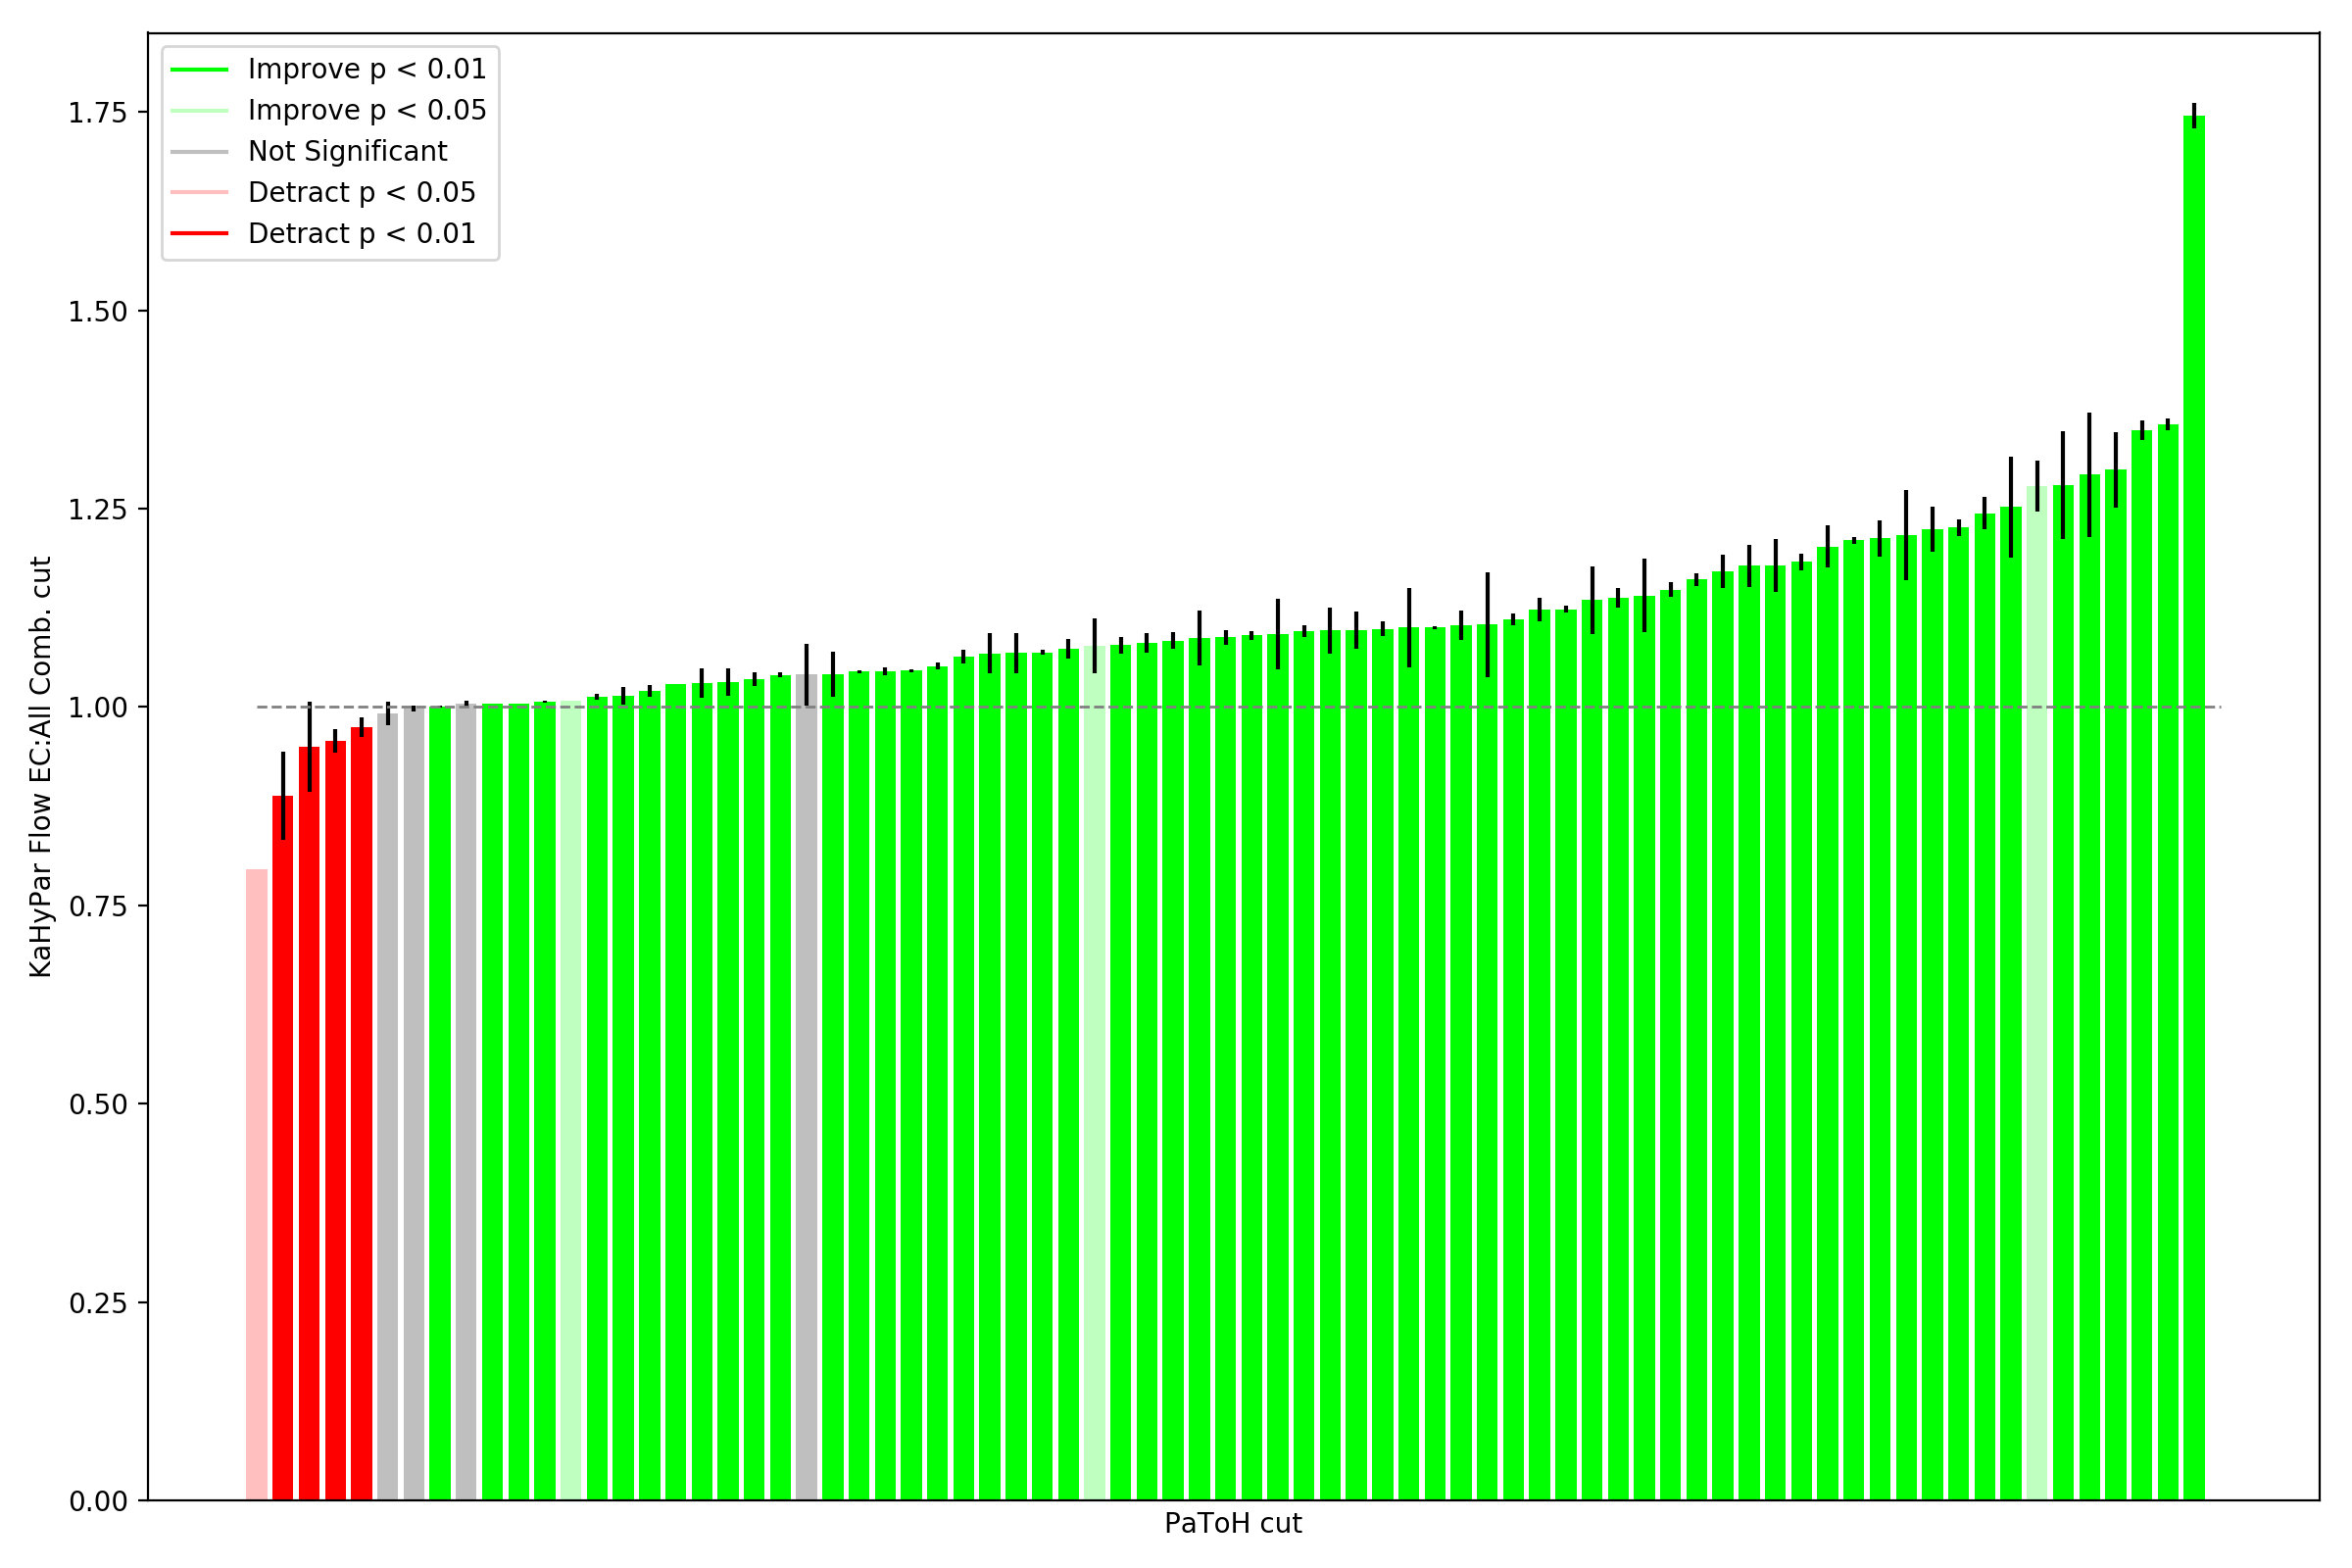 Improve p < 0.01
Improve p < 0.05
Not Significant
Detract p < 0.05
Detract p < 0.01
1.75
1.50
1.25
1.00
0.75
0.50
0.25
0.00
KaHyPar Flow EC:All Comb. cut
PaToH cut